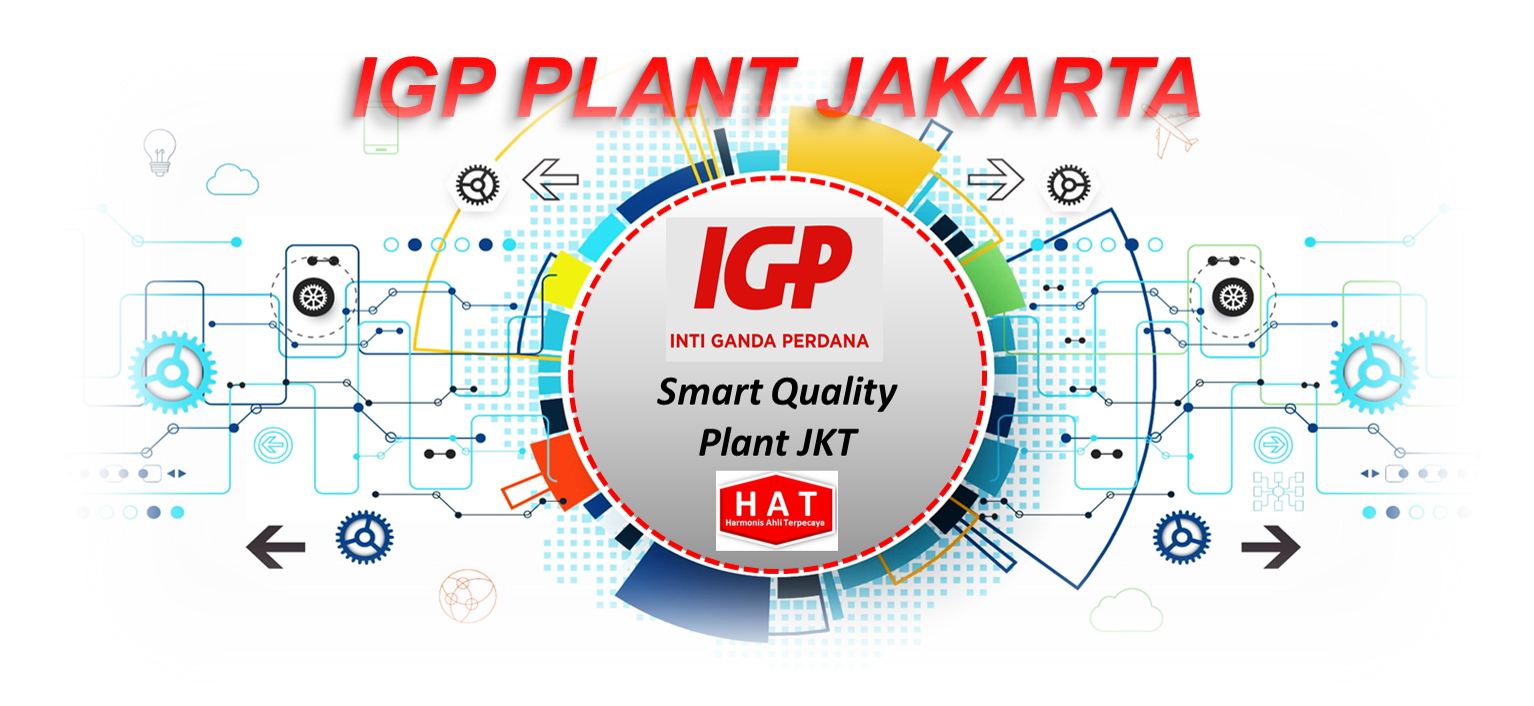 IGP PLANT JAKARTA
IGP
INTI GANDA PERDANA
Smart Quality
Plant JKT
HAT
Harmonis Ahli Terpecaya